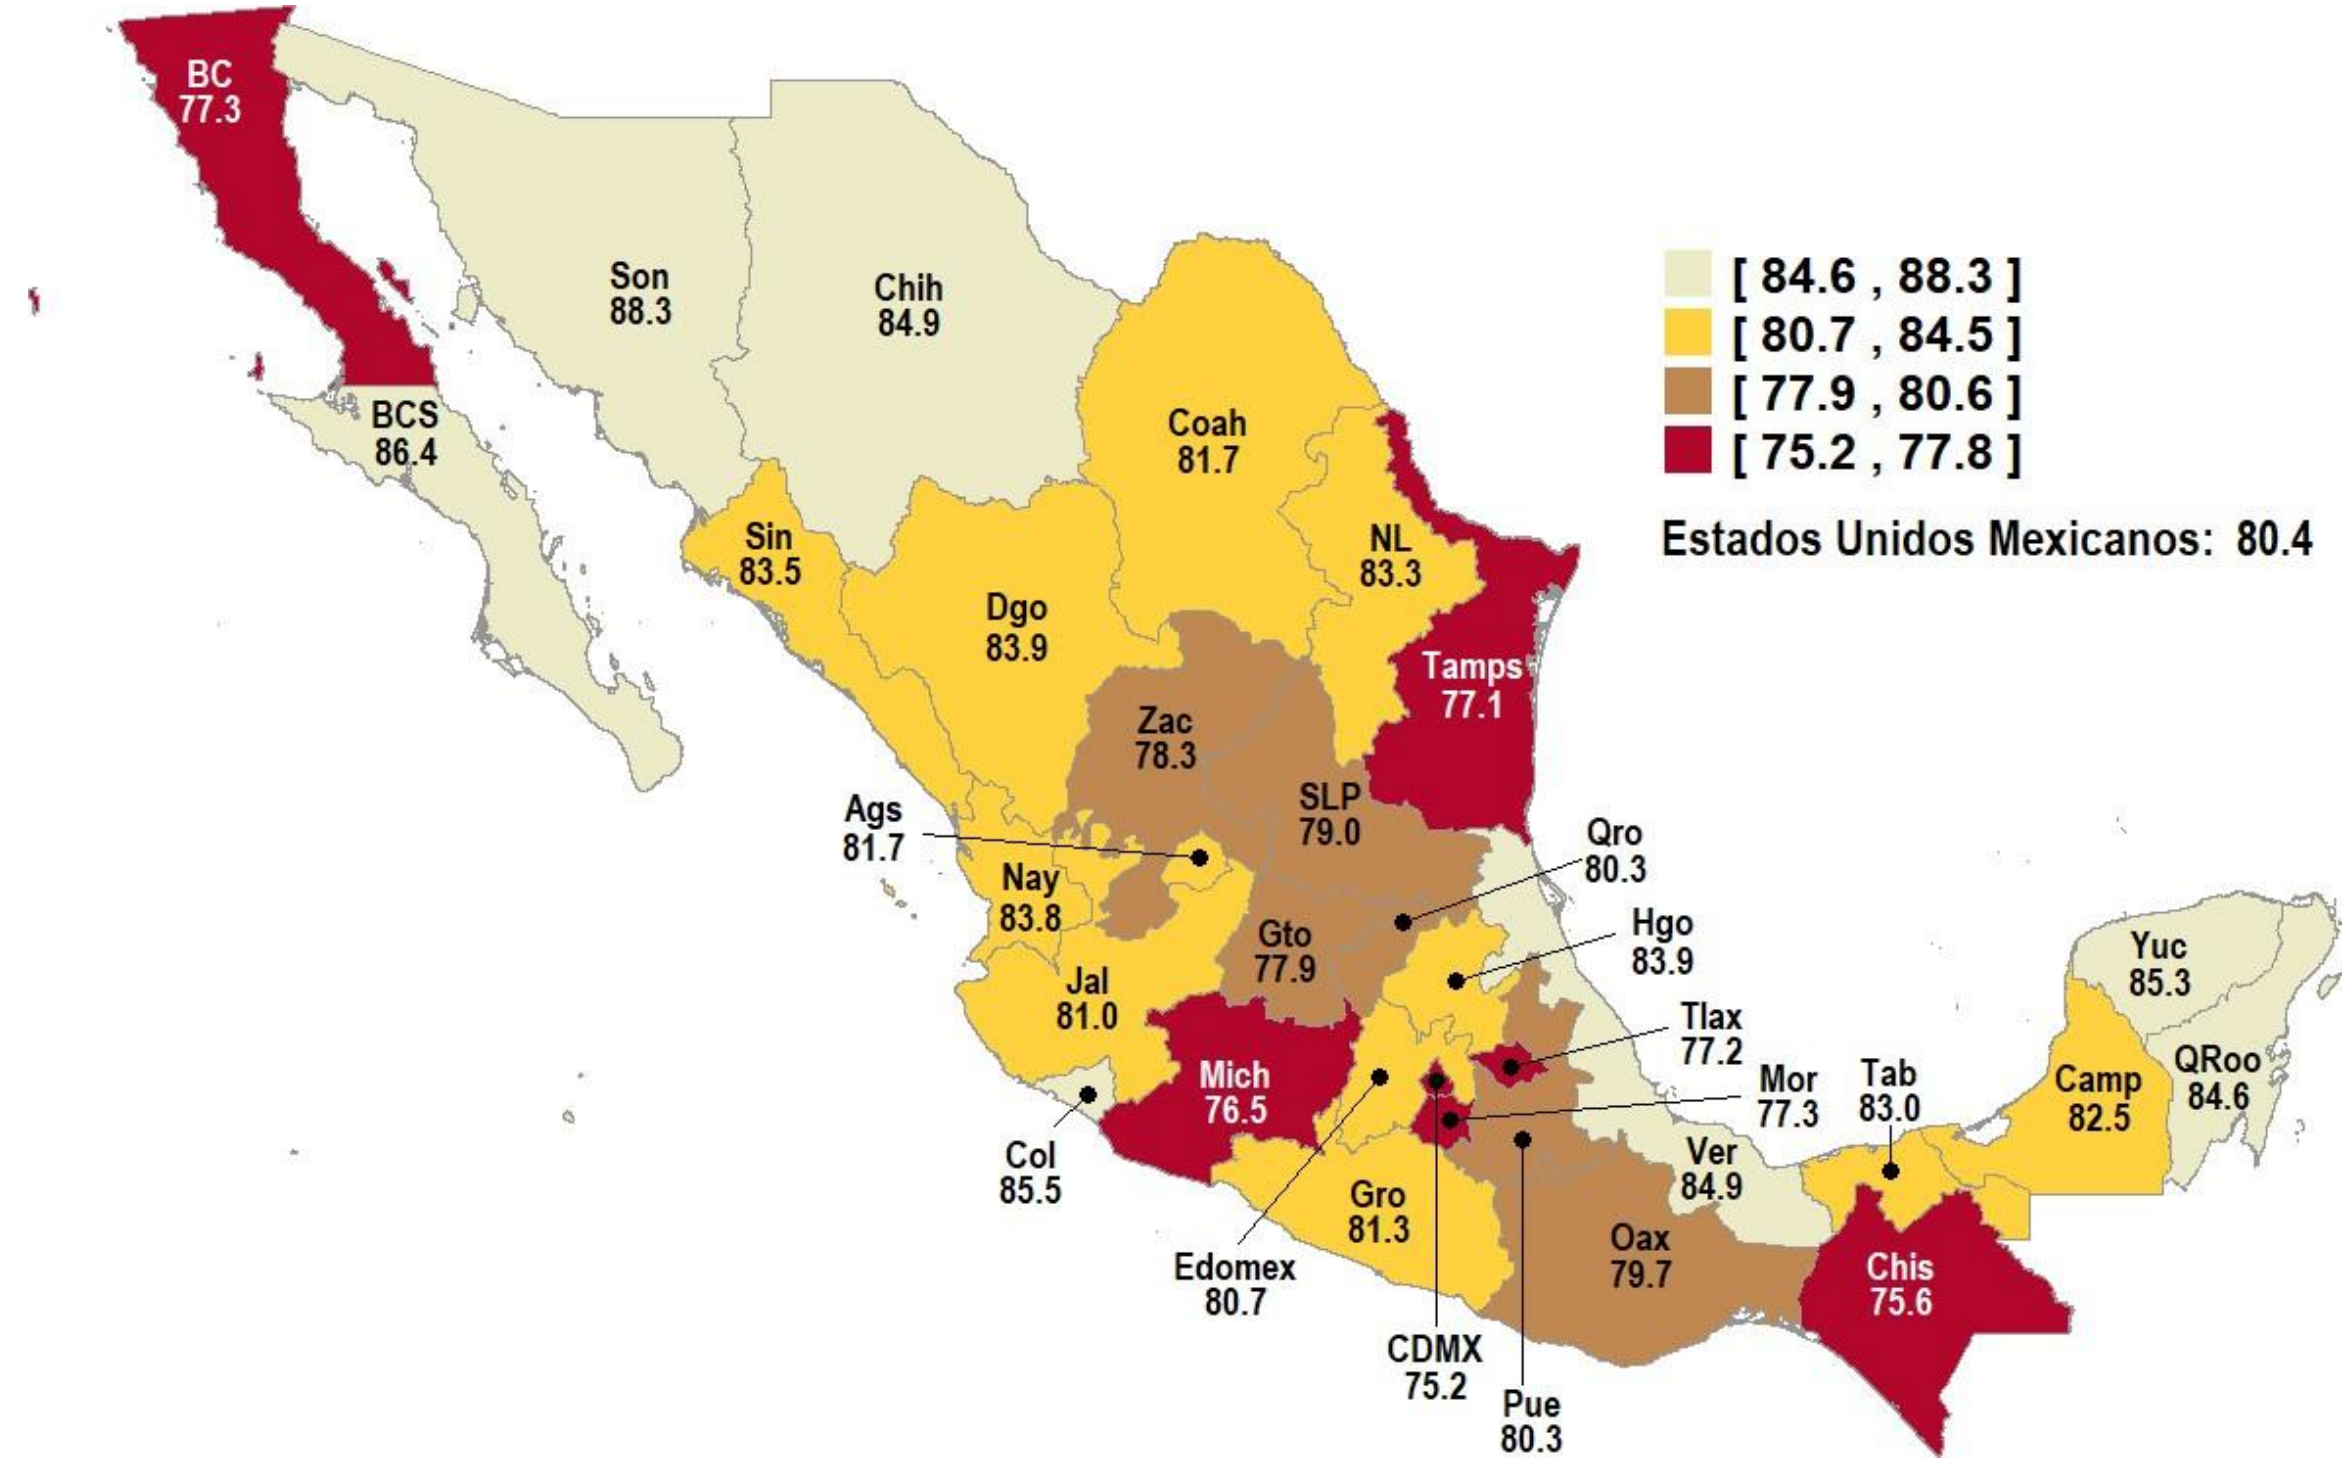 BC
77.3
Son
88.3
Chih
84.9
BCS
86.4
Coah
81.7
Sin
83.5
NL
83.3
Dgo
83.9
Tamps
77.1
Zac
78.3
SLP
79.0
Ags
81.7
Nay
83.8
Qro
80.3
Gto
77.9
Hgo
83.9
Jal
81.0
Tlax
77.2
Mich
76.5
Mor
77.3
Tab
83.0
Yuc
85.3
QRoo
84.6
Camp
82.5
Col
85.5
Ver
84.9
Gro
81.3
Edomex
80.7
Oax
79.7
Chis
75.6
CDMX
75.2
Pue
80.3
[ 84.6 , 88.3 ]
[ 80.7 , 84.5 ]
[ 77.9 , 80.6 ]
[ 75.2 , 77.8 ]
Estados Unidos Mexicanos: 80.4